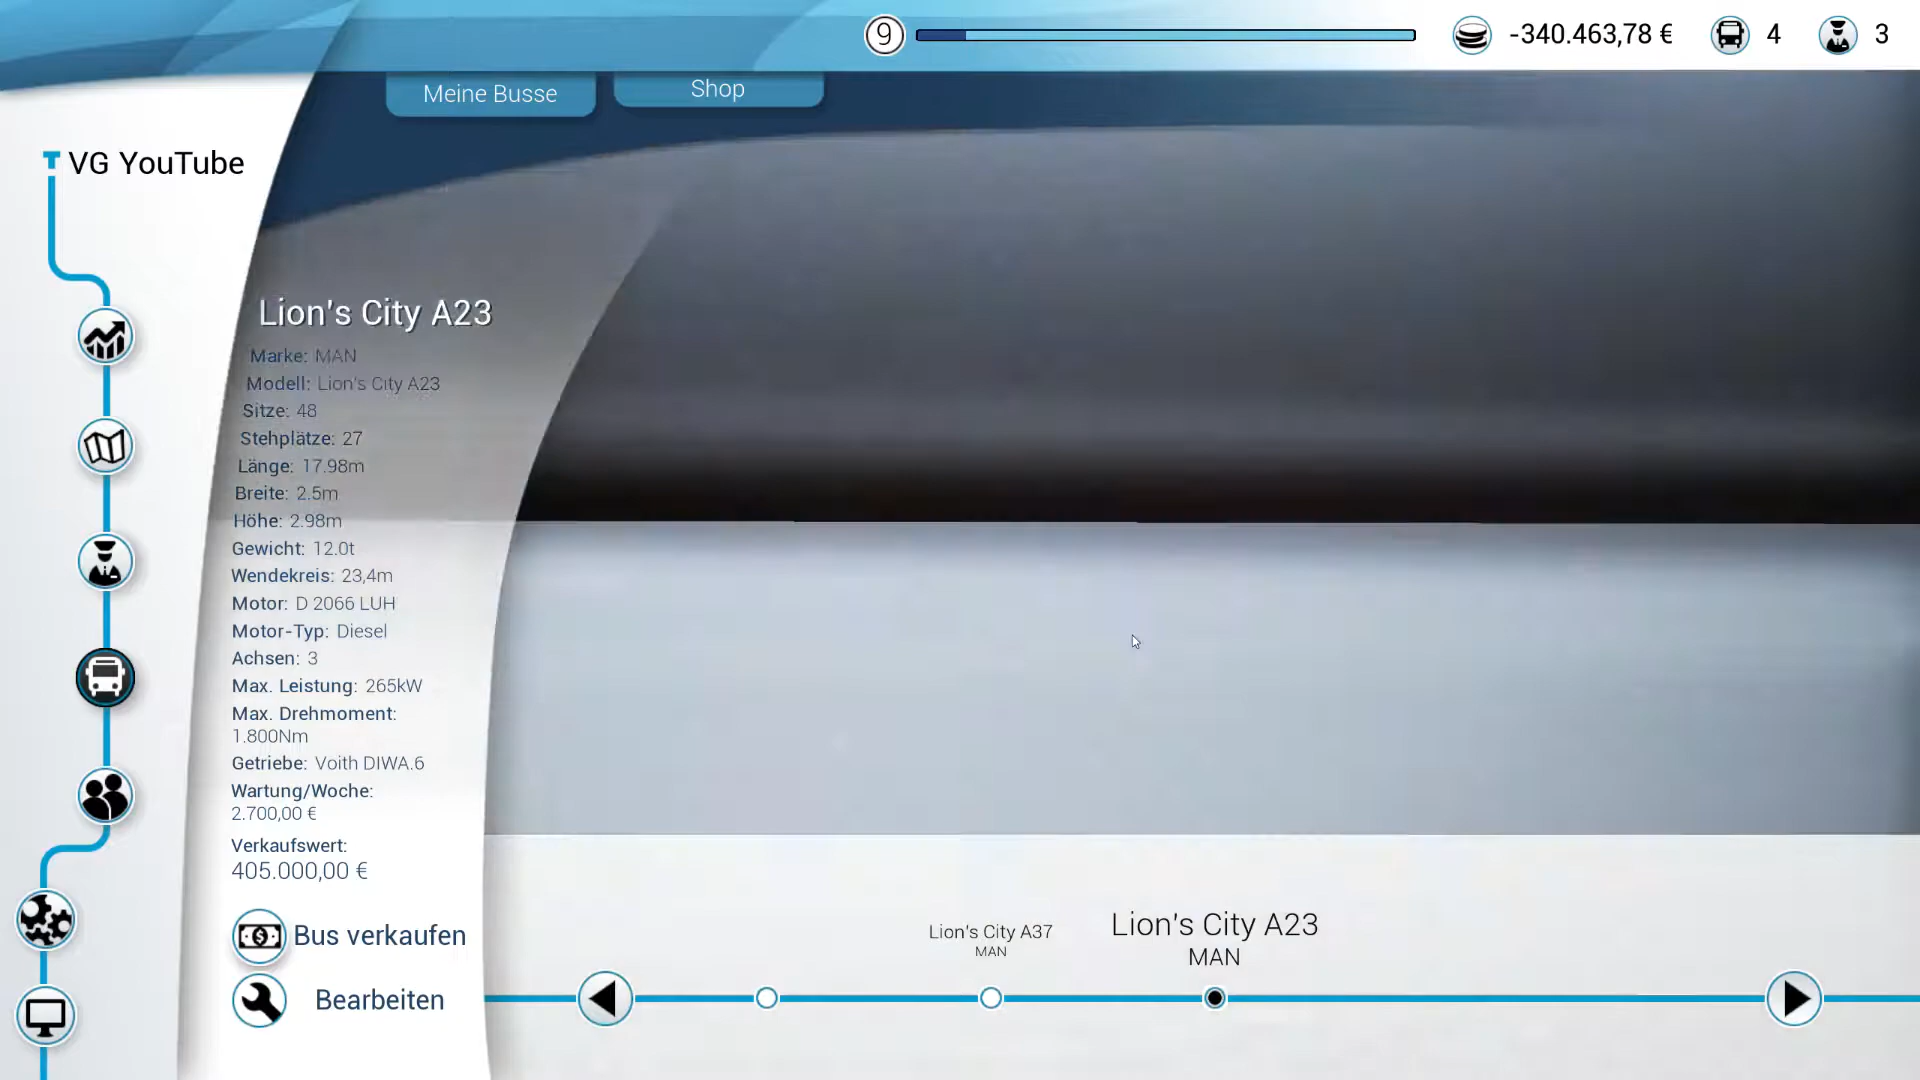 9
-340.463,78 €
4
3
Meine Busse
Shop
VG YouTube
Lion's City A23
Marke: MAN
Modell: Lion's City A23
Sitze: 48
Stehplätze: 27
Länge: 17.98m
Breite: 2.5m
Höhe: 2.98m
Gewicht: 12.0t
Wendekreis: 23,4m
Motor: D 2066 LUH
Motor-Typ: Diesel
Achsen: 3
Max. Leistung: 265kW
Max. Drehmoment:
1.800Nm
Getriebe: Voith DIWA.6
Wartung/Woche:
2.700,00 €
Verkaufswert:
405.000,00 €
Bus verkaufen
Bearbeiten
Lion's City A37
MAN
Lion's City A23
MAN